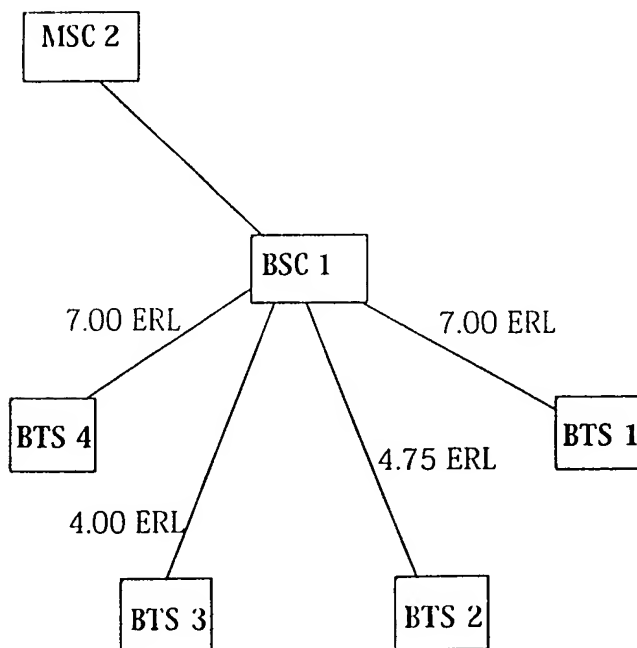 MSC 2
BSC 1
7.00 ERL
7.00 ERL
BTS 4
BTS 1
4.75 ERL
4.00 ERL
BTS 3
BTS 2